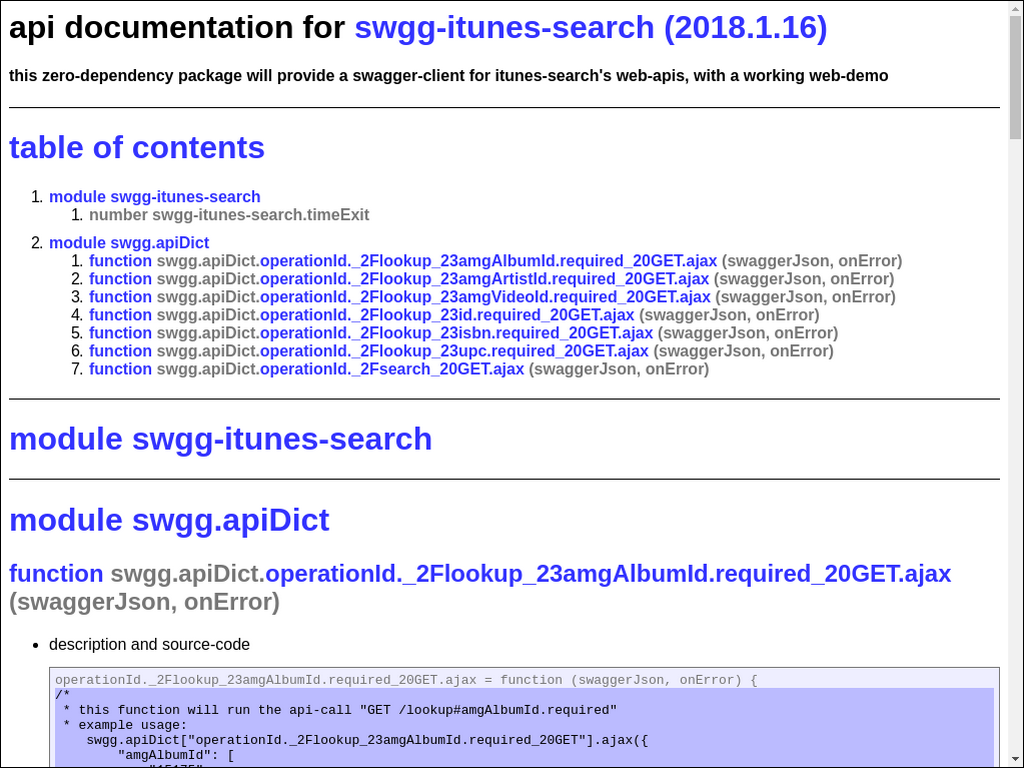 api documentation for swgg-itunes-search (2018.1.16)
this zero-dependency package will provide a swagger-client for itunes-search's web-apis, with a working web-demo
table of contents
1. module swgg-itunes-search
1. number swgg-itunes-search.timeExit
2. module swgg.apiDict
1. function swgg.apiDict.operationId._2Flookup_23amgAlbumId.required_20GET.ajax (swaggerJson, onError)
2. function swgg.apiDict.operationId._2Flookup_23amgArtistId.required_20GET.ajax (swaggerJson, onError)
3. function swgg.apiDict.operationId._2Flookup_23amgVideoId.required_20GET.ajax (swaggerJson, onError)
4. function swgg.apiDict.operationId._2Flookup_23id.required_20GET.ajax (swaggerJson, onError)
5. function swgg.apiDict.operationId._2Flookup_23isbn.required_20GET.ajax (swaggerJson, onError)
6. function swgg.apiDict.operationId._2Flookup_23upc.required_20GET.ajax (swaggerJson, onError)
7. function swgg.apiDict.operationId._2Fsearch_20GET.ajax (swaggerJson, onError)
module swgg-itunes-search
module swgg.apiDict
function swgg.apiDict.operationId._2Flookup_23amgAlbumId.required_20GET.ajax
(swaggerJson, onError)
• description and source-code
operationId._2Flookup_23amgAlbumId.required_20GET.ajax = function (swaggerJson, onError) {
/*
 * this function will run the api-call "GET /lookup#amgAlbumId.required"
 * example usage:
    swgg.apiDict["operationId._2Flookup_23amgAlbumId.required_20GET"].ajax({
        "amgAlbumId": [